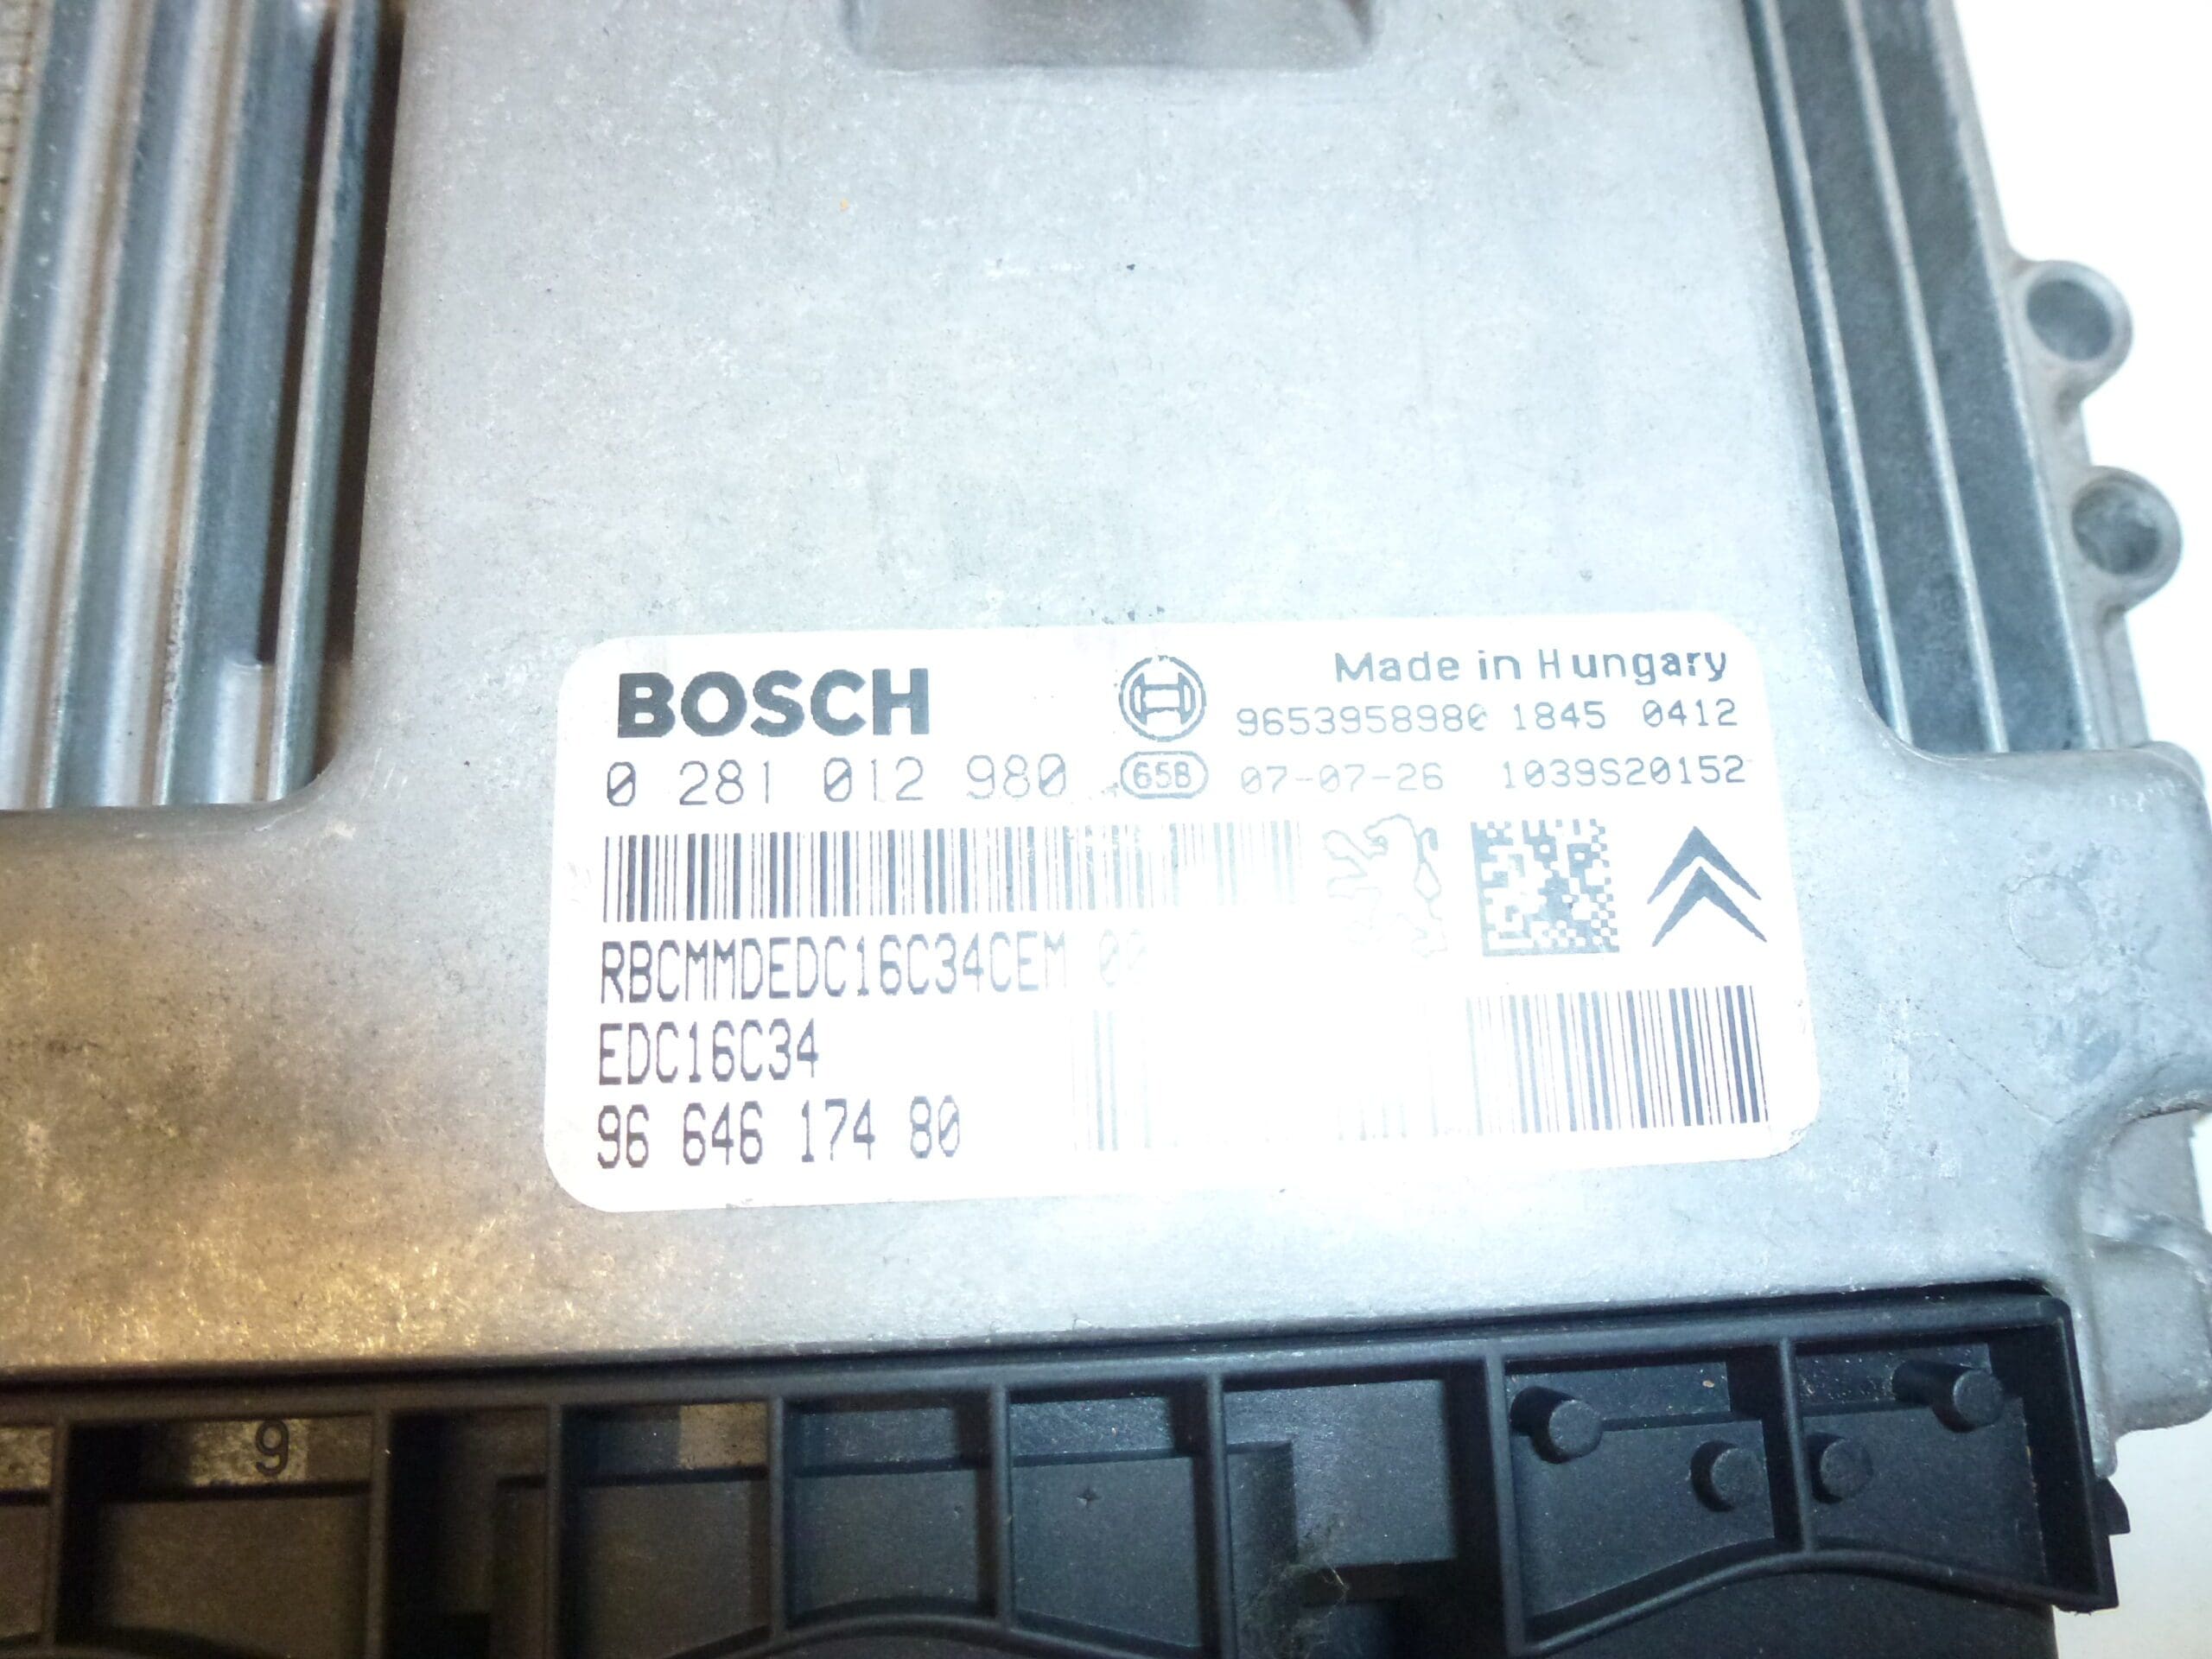 BOSCH
Made in Hungary
9653958980 1845 0412
0 281 012 980 658 07-07-26 1039S20152
RBCMMDEDC16C34CEM
EDC16C34
96 646 174 80
9